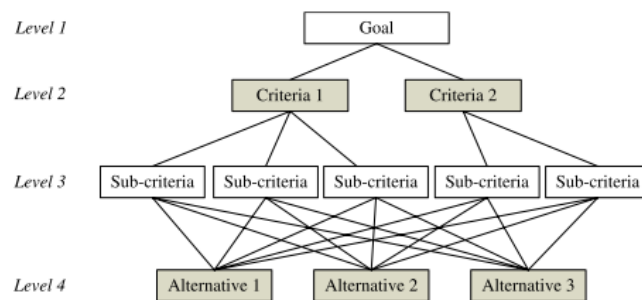 Level 1 Goal
Level 2 Criteria 1 Criteria 2
Level 3 Sub-criteria Sub-criteria Sub-criteria Sub-criteria Sub-criteria
Level 4 Alternative 1 Alternative 2 Alternative 3